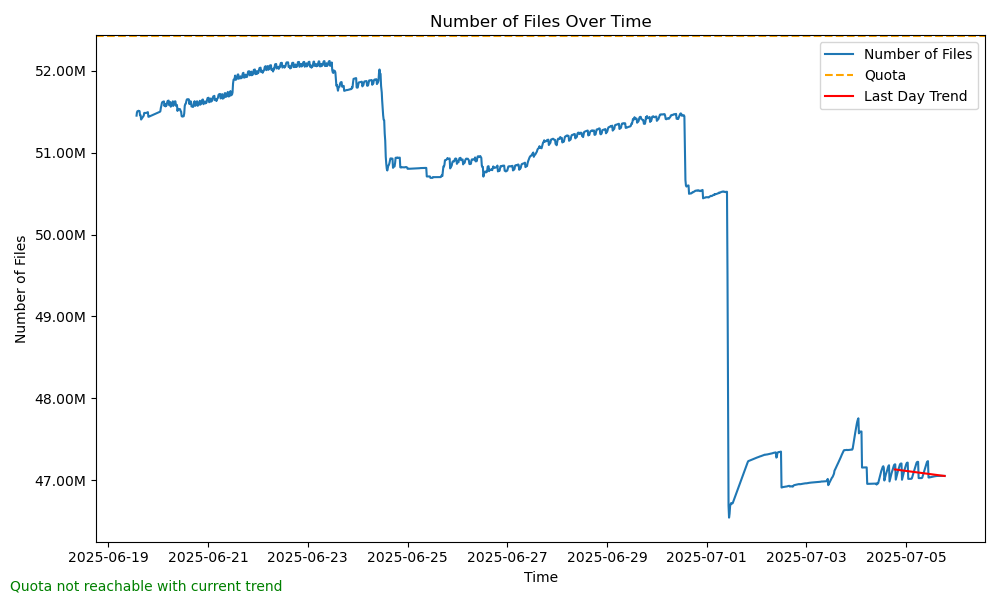 Number of Files Over Time
Number of Files
Quota
Last Day Trend
52.00M
51.00M
50.00M
49.00M
48.00M
47.00M
Number of Files
2025-06-19
2025-06-21
2025-06-23
2025-06-25
2025-06-27
2025-06-29
2025-07-01
2025-07-03
2025-07-05
Time
Quota not reachable with current trend